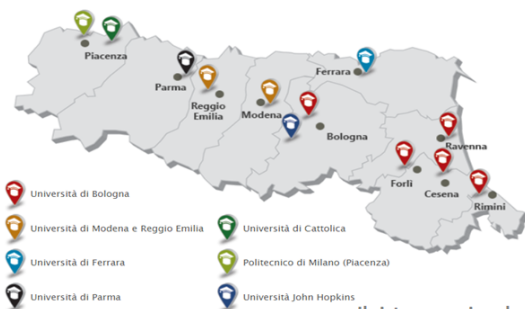 Piacenza
Parma
Reggio
Emilia
Modena
Ferrara
Bologna
Ravenna
Forlì
Cesena
Rimini
Università di Bologna
Università di Modena e Reggio Emilia
Università di Cattolica
Università di Ferrara
Politecnico di Milano (Piacenza)
Università di Parma
Università John Hopkins